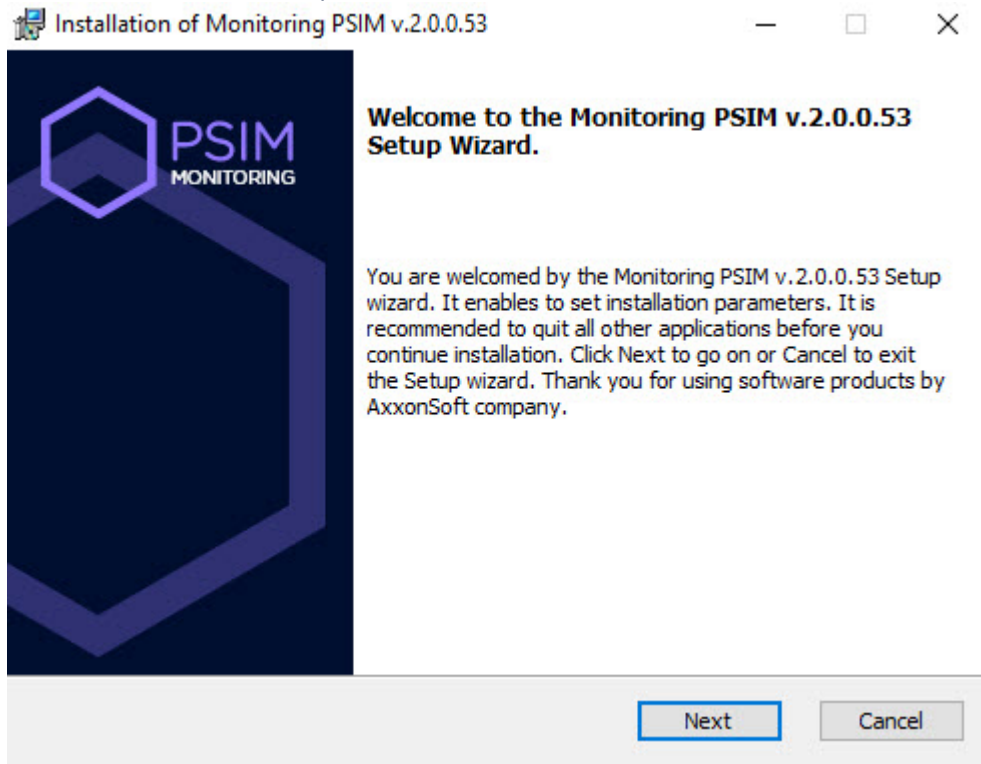 Installation of Monitoring PSIM v.2.0.0.53
PSIM
MONITORING
Welcome to the Monitoring PSIM v.2.0.0.53
Setup Wizard.
You are welcomed by the Monitoring PSIM v.2.0.0.53 Setup
wizard. It enables to set installation parameters. It is
recommended to quit all other applications before you
continue installation. Click Next to go on or Cancel to exit
the Setup wizard. Thank you for using software products by
AxxonSoft company.
Next
Cancel